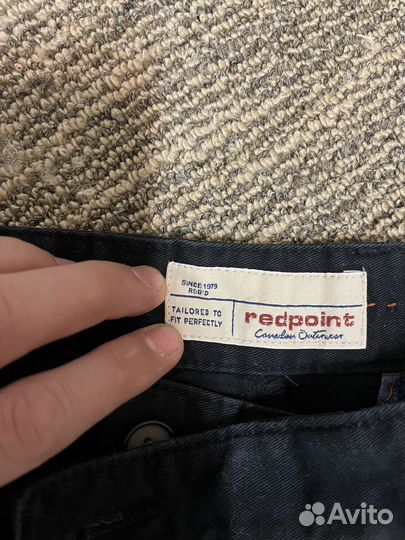 SINCE 1979
REG'D
TAILORED TO
FIT PERFECTLY
redpoint
Canadian Outerwear
Avito